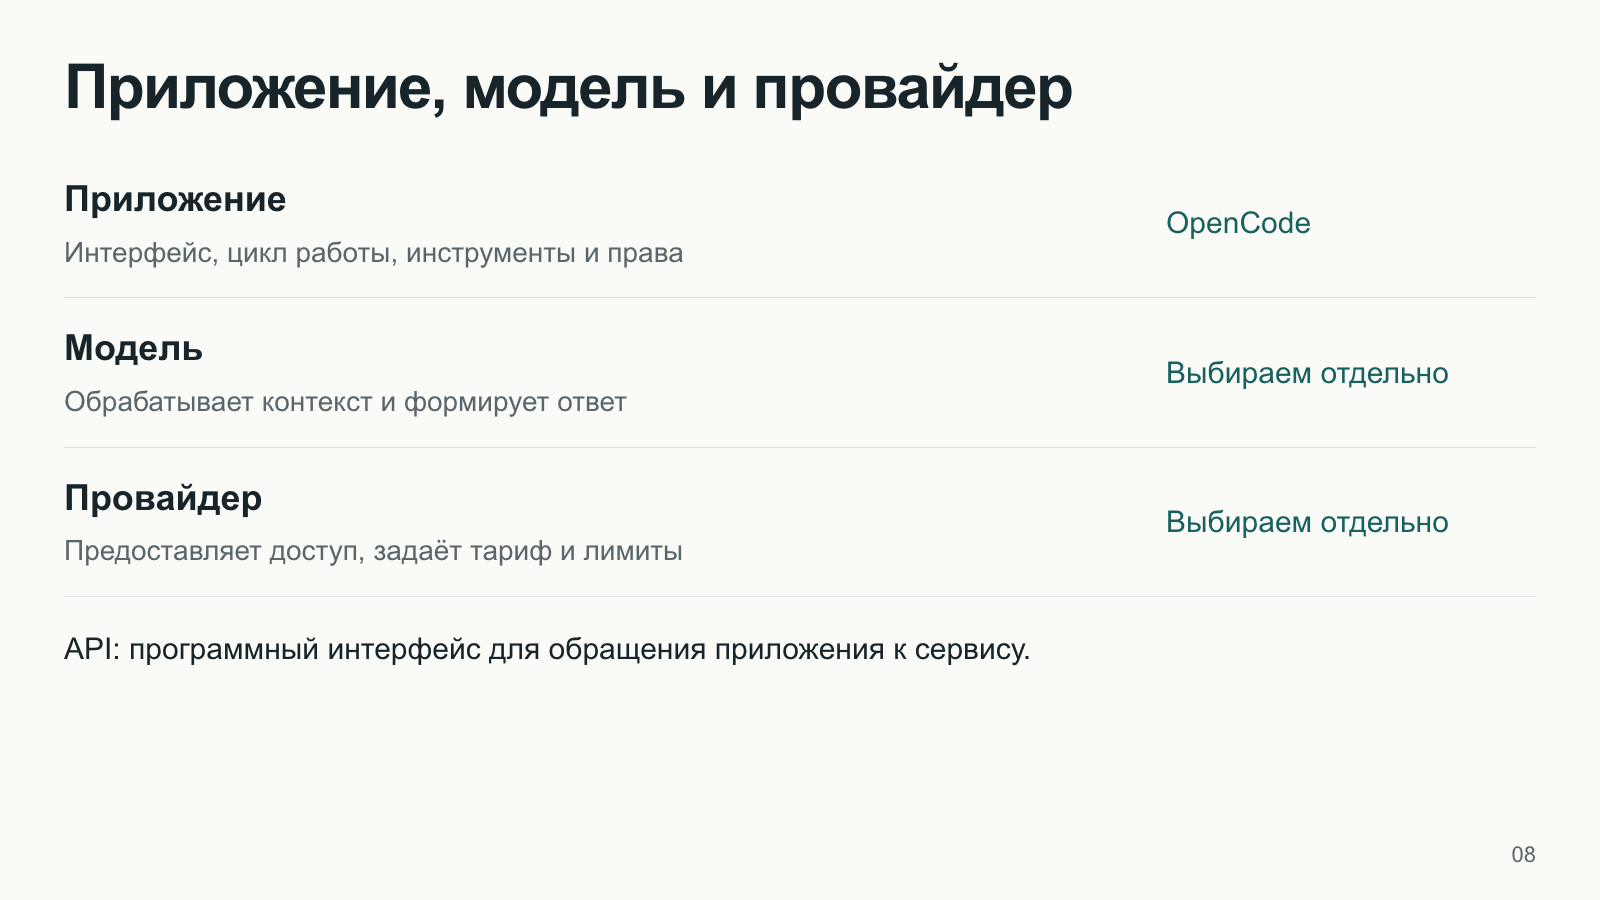 Приложение, модель и провайдер
Приложение
OpenCode
Интерфейс, цикл работы, инструменты и права
Модель
Выбираем отдельно
Обрабатывает контекст и формирует ответ
Провайдер
Выбираем отдельно
Предоставляет доступ, задаёт тариф и лимиты
API: программный интерфейс для обращения приложения к сервису.
08